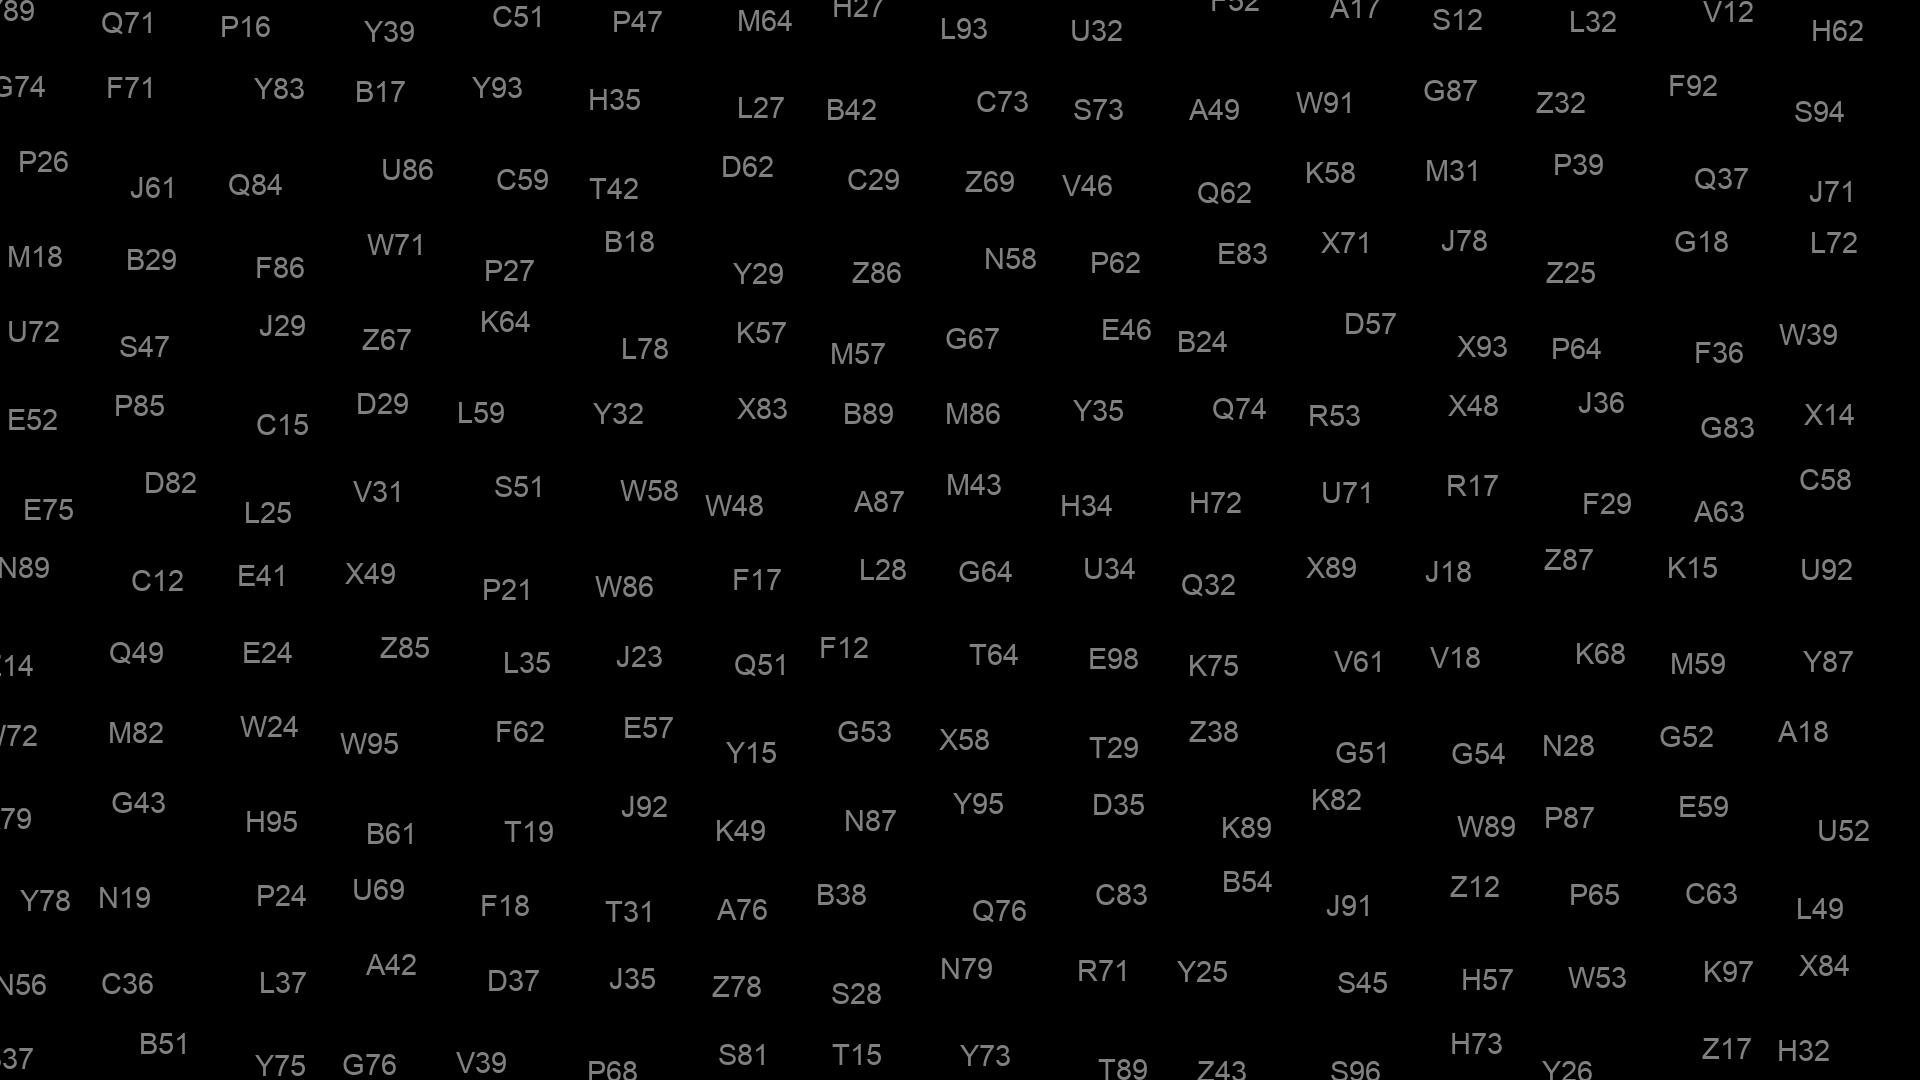 Q71 P16 Y39 C51 P47 M64 H27 L93 U32 F52 A17 S12 L32 V12 H62
G74 F71 Y83 B17 Y93 H35 L27 B42 C73 S73 A49 W91 G87 Z32 F92 S94
P26 J61 Q84 U86 C59 T42 D62 C29 Z69 V46 Q62 K58 M31 P39 Q37 J71
M18 B29 F86 W71 P27 B18 Y29 Z86 N58 P62 E83 X71 J78 Z25 G18 L72
U72 S47 J29 Z67 K64 L78 K57 M57 G67 E46 B24 D57 X93 P64 F36 W39
E52 P85 C15 D29 L59 Y32 X83 B89 M86 Y35 Q74 R53 X48 J36 G83 X14
E75 D82 L25 V31 S51 W58 W48 A87 M43 H34 H72 U71 R17 F29 A63 C58
N89 C12 E41 X49 P21 W86 F17 L28 G64 U34 Q32 X89 J18 Z87 K15 U92
Q49 E24 Z85 L35 J23 Q51 F12 T64 E98 K75 V61 V18 K68 M59 Y87
M82 W24 W95 F62 E57 Y15 G53 X58 T29 Z38 G51 G54 N28 G52 A18
G43 H95 B61 T19 J92 K49 N87 Y95 D35 K89 K82 W89 P87 E59 U52
Y78 N19 P24 U69 F18 T31 A76 B38 Q76 C83 B54 J91 Z12 P65 C63 L49
N56 C36 L37 A42 D37 J35 Z78 S28 N79 R71 Y25 S45 H57 W53 K97 X84
B51 Y75 G76 V39 P68 S81 T15 Y73 T89 Z43 S96 H73 Y26 Z17 H32